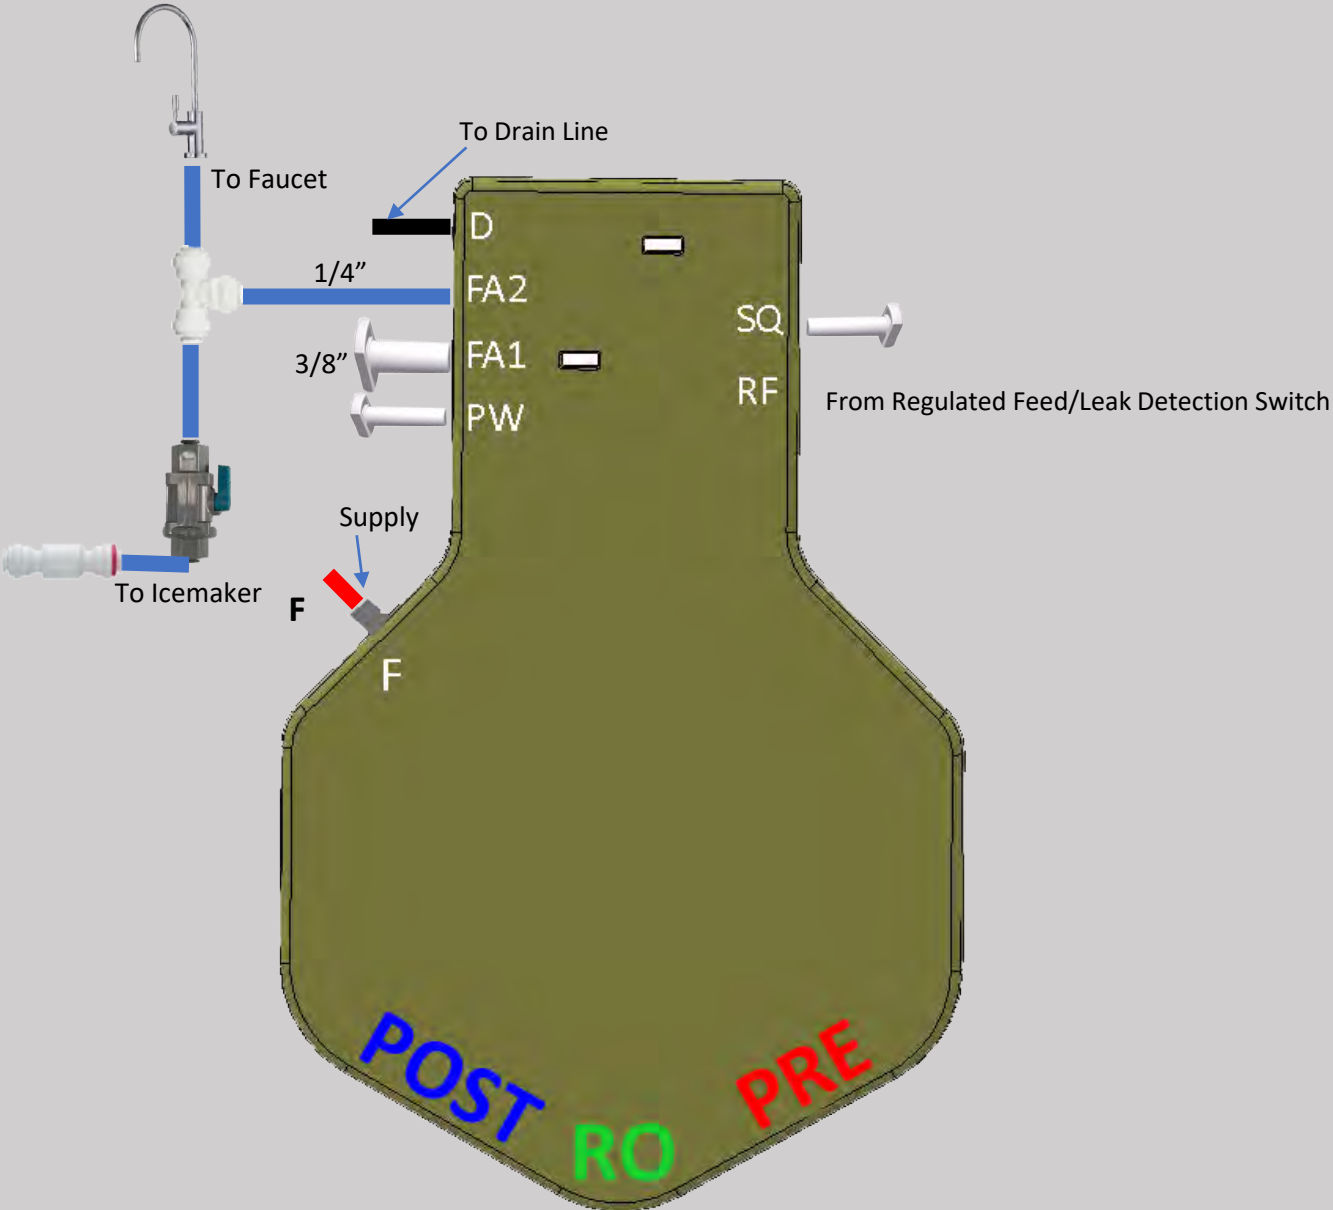 To Drain Line
To Faucet
D
1/4”
FA2
SQ
3/8”
FA1
RF
From Regulated Feed/Leak Detection Switch
PW
Supply
To Icemaker
F
F
POST
PRE
RO